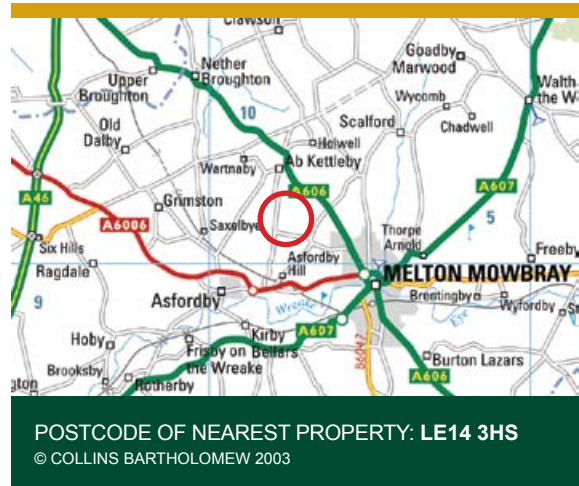 Clawson
Goadby
Marwood
Nether
Broughton
Upper
Broughton
Walth
the W
Wycomb
10
Scalford
Chadwell
Old
Dalby
Holwell
Wartnaby
Ab Kettleby
A46
A606
A607
Grimston
5
A6006
Saxelbye
Thorpe
Arnold
Six Hills
Freeby
Ragdale
Asfordby
Hill
MELTON MOWBRAY
9
Asfordby
Wreake
Brentingby
Wyfordby
St
Eye
Hoby
Kirby
Bellars
A607
Frisby on
the Wreake
B6047
Burton Lazars
Brooksby
gton
Rotherby
A606
POSTCODE OF NEAREST PROPERTY: LE14 3HS
© COLLINS BARTHOLOMEW 2003